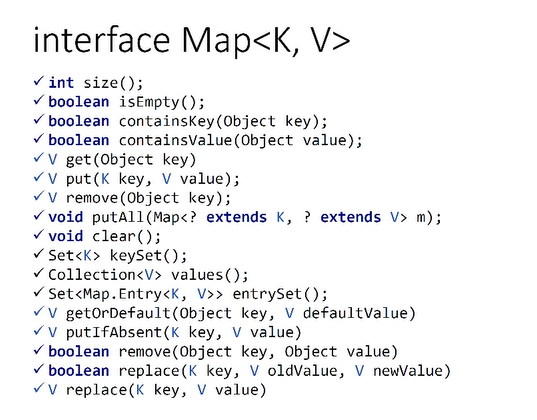 interface Map<K, V>
✓ int size();
✓ boolean isEmpty();
✓ boolean containsKey(Object key);
✓ boolean containsValue(Object value);
✓ V get(Object key)
✓ V put(K key, V value);
✓ V remove(Object key);
✓ void putAll(Map<? extends K, ? extends V> m);
✓ void clear();
✓ Set<K> keySet();
✓ Collection<V> values();
✓ Set<Map.Entry<K, V>> entrySet();
✓ V getOrDefault(Object key, V defaultValue)
✓ V putIfAbsent(K key, V value)
✓ boolean remove(Object key, Object value)
✓ boolean replace(K key, V oldValue, V newValue)
✓ V replace(K key, V value)